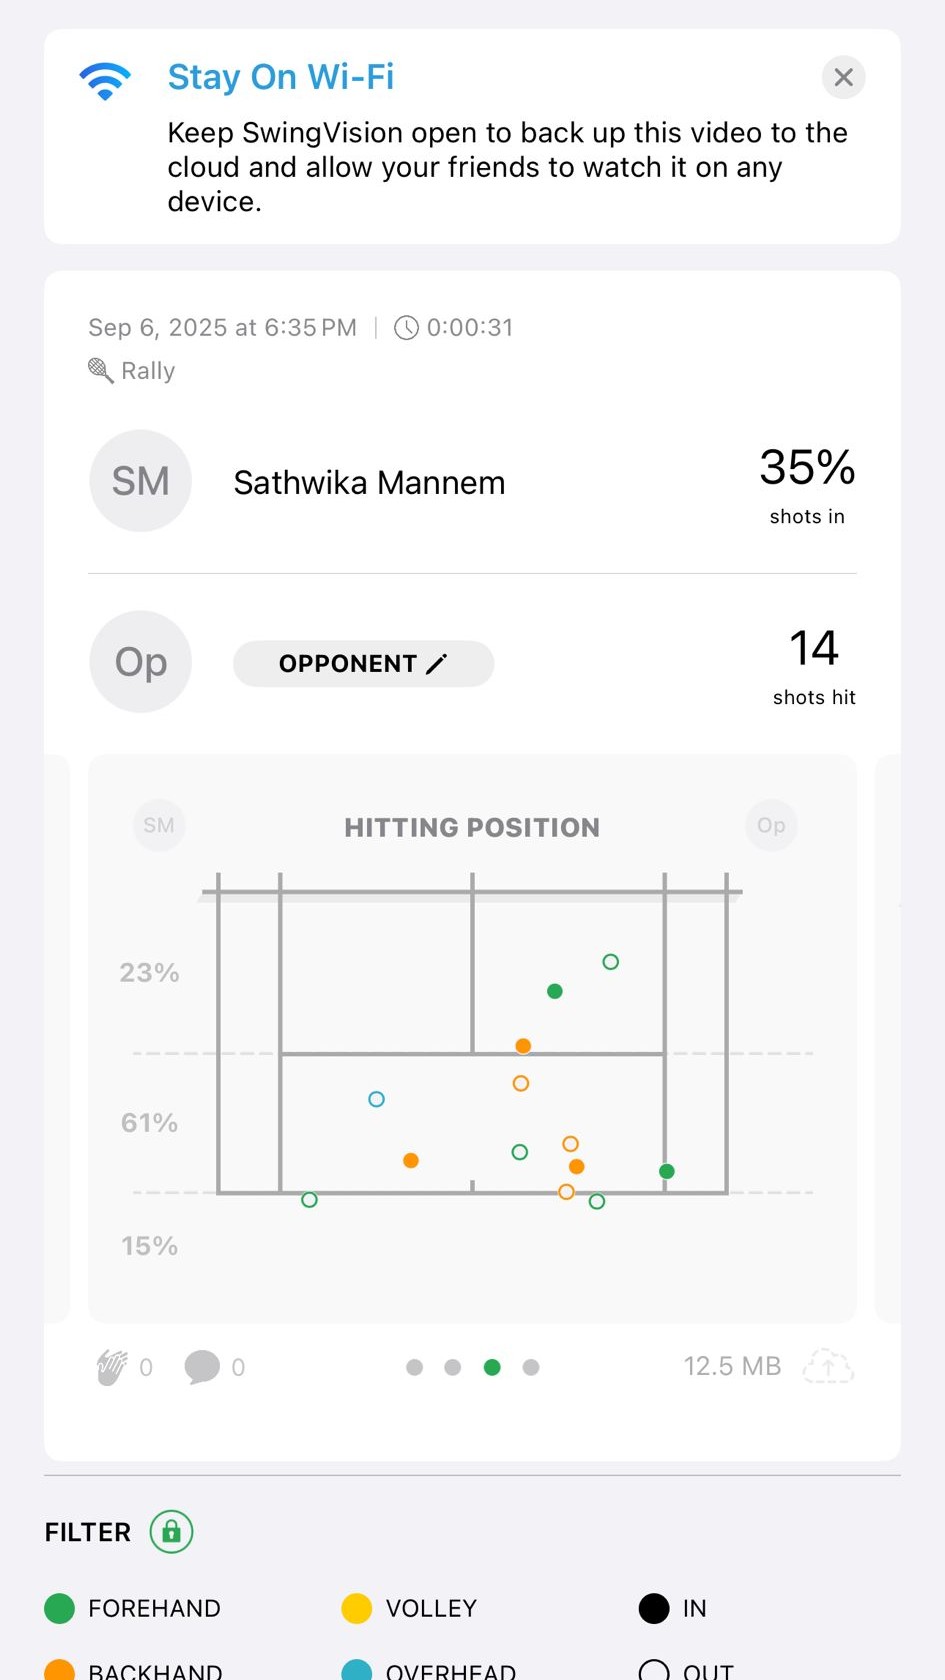 Stay On Wi-Fi
Keep SwingVision open to back up this video to the
cloud and allow your friends to watch it on any
device.
Sep 6, 2025 at 6:35 PM | 0:00:31
Rally
SM
Sathwika Mannem
35%
shots in
Op
OPPONENT
14
shots hit
SM
HITTING POSITION
Op
23%
61%
15%
0
0
12.5 MB
FILTER
FOREHAND
VOLLEY
IN
BACKHAND
OVERHEAD
OUT